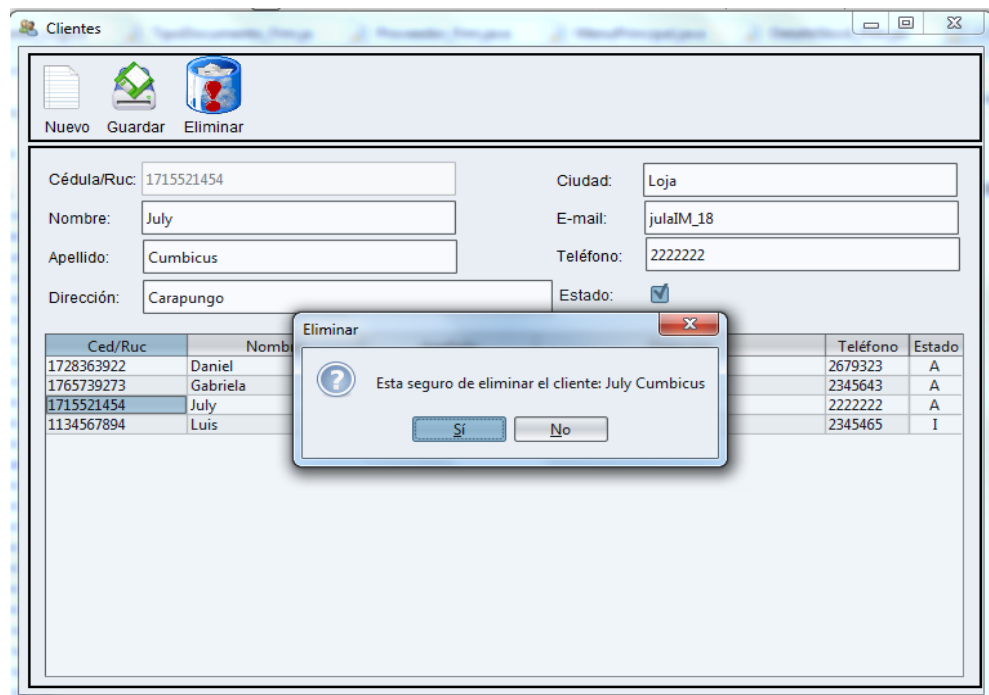 Clientes
Nuevo Guardar Eliminar
Cédula/Ruc: 1715521454 Ciudad: Loja
Nombre: July E-mail: julaIM_18
Apellido: Cumbicus Teléfono: 2222222
Dirección: Carapungo Estado:
Eliminar
Esta seguro de eliminar el cliente: July Cumbicus
Sí No
Ced/Ruc Teléfono Estado
1728363922 Daniel 2679323 A
1765739273 Gabriela 2345643 A
1715521454 July 2222222 A
1134567894 Luis 2345465 I